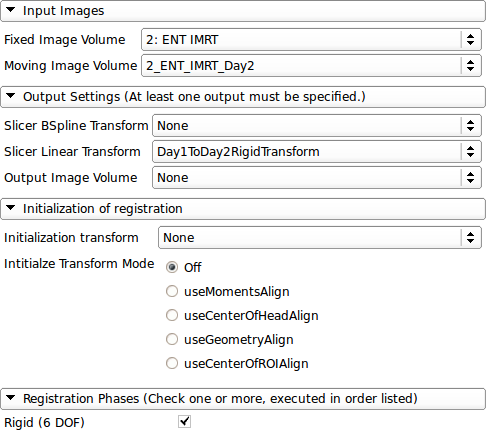 Input Images
Fixed Image Volume 2: ENT IMRT
Moving Image Volume 2_ENT_IMRT_Day2
Output Settings (At least one output must be specified.)
Slicer BSpline Transform None
Slicer Linear Transform Day1ToDay2RigidTransform
Output Image Volume None
Initialization of registration
Initialization transform None
Intitialze Transform Mode Off
useMomentsAlign
useCenterOfHeadAlign
useGeometryAlign
useCenterOfROIAlign
Registration Phases (Check one or more, executed in order listed)
Rigid (6 DOF)